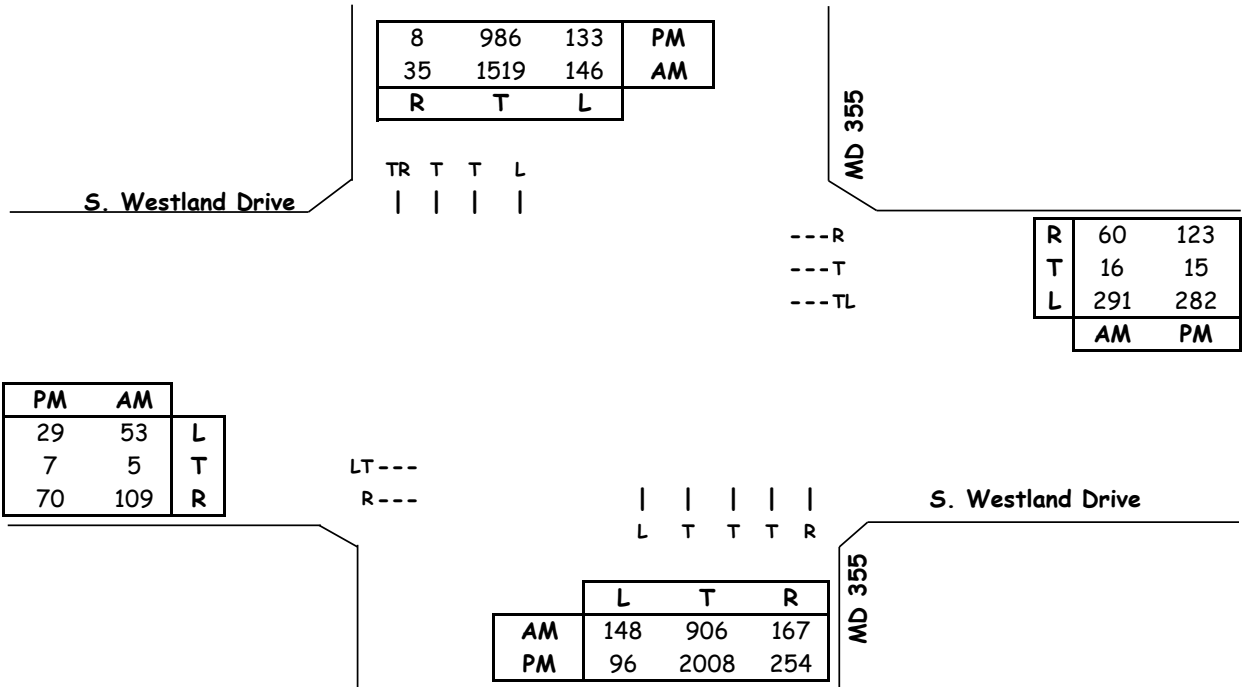 8 986 133 PM
35 1519 146 AM
R T L
MD 355
TR T T L
S. Westland Drive
---R
---T
---TL
R 60 123
T 16 15
L 291 282
AM PM
PM AM
29 53 L
7 5 T
70 109 R
LT---
R---
L T T T R
S. Westland Drive
MD 355
L T R
AM 148 906 167
PM 96 2008 254